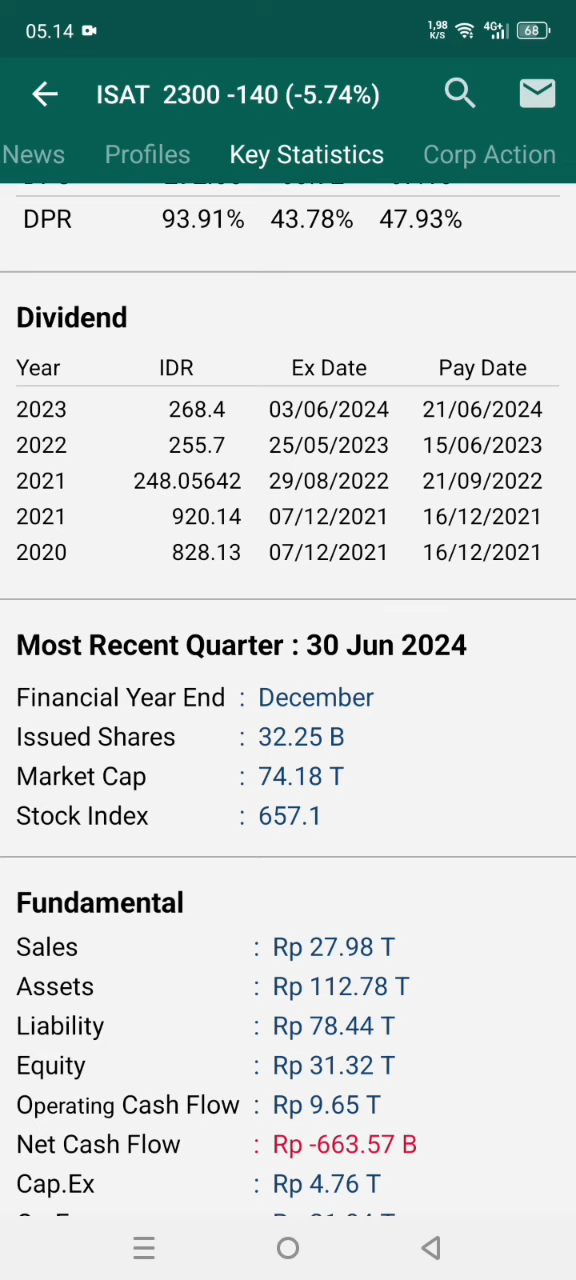 05.14 1,98 K/S 4G+ 68
ISAT 2300 -140 (-5.74%)
News Profiles Key Statistics Corp Action
DPR 93.91% 43.78% 47.93%
Dividend
Year IDR Ex Date Pay Date
2023 268.4 03/06/2024 21/06/2024
2022 255.7 25/05/2023 15/06/2023
2021 248.05642 29/08/2022 21/09/2022
2021 920.14 07/12/2021 16/12/2021
2020 828.13 07/12/2021 16/12/2021
Most Recent Quarter : 30 Jun 2024
Financial Year End : December
Issued Shares : 32.25 B
Market Cap : 74.18 T
Stock Index : 657.1
Fundamental
Sales : Rp 27.98 T
Assets : Rp 112.78 T
Liability : Rp 78.44 T
Equity : Rp 31.32 T
Operating Cash Flow : Rp 9.65 T
Net Cash Flow : Rp -663.57 B
Cap.Ex : Rp 4.76 T